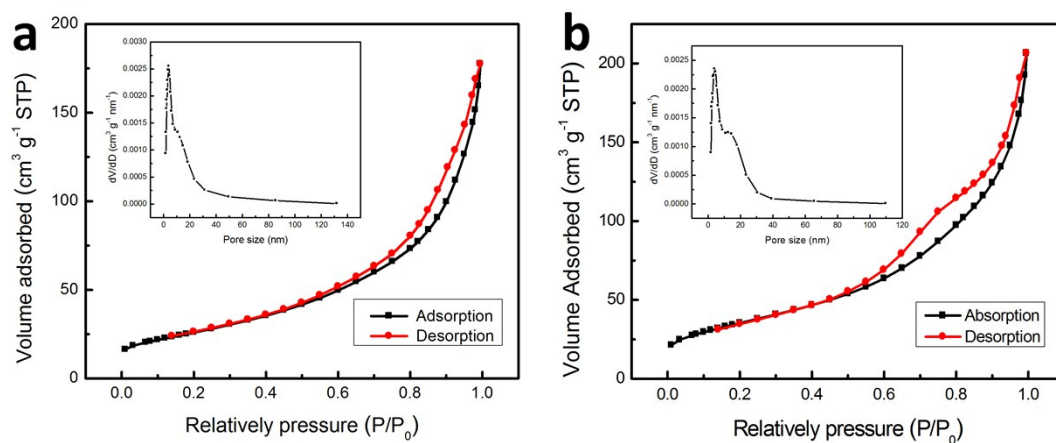 a
200
150
100
50
0
Volume adsorbed (cm³ g⁻¹ STP)
0.0 0.2 0.4 0.6 0.8 1.0
Relatively pressure (P/P₀)
Adsorption
Desorption
0.0030
0.0025
0.0020
0.0015
0.0010
0.0005
0.0000
dV/dD (cm³ g⁻¹ nm⁻¹)
0 20 40 60 80 100 120 140
Pore size (nm)
b
200
150
100
50
0
Volume Adsorbed (cm³ g⁻¹ STP)
0.0 0.2 0.4 0.6 0.8 1.0
Relatively pressure (P/P₀)
Absorption
Desorption
0.0025
0.0020
0.0015
0.0010
0.0005
0.0000
dV/dD (cm³ g⁻¹ nm⁻¹)
0 20 40 60 80 100 120
Pore size (nm)